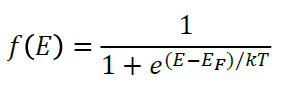 f(E) = 1 / (1 + e^{(E−E_F)/kT})